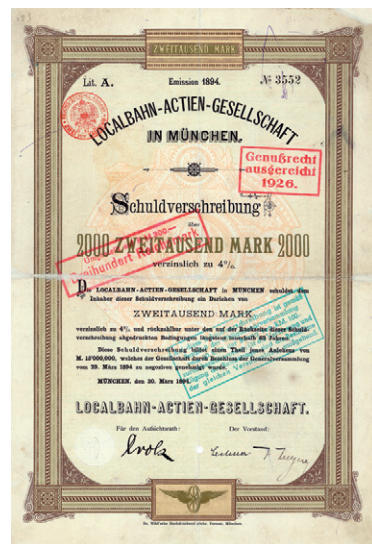 ZWEITAUSEND MARK
Lit. A. Emission 1894. № 3552
LOCALBAHN-ACTIEN-GESELLSCHAFT
IN MÜNCHEN.
Genußrecht
ausgereicht
1926.
Schuldverschreibung
über
2000 ZWEITAUSEND MARK 2000
verzinslich zu 4%.
Dreihundert Reichsmark
Die LOCALBAHN-ACTIEN-GESELLSCHAFT in MÜNCHEN schuldet dem
Inhaber dieser Schuldverschreibung ein Darlehen von
ZWEITAUSEND MARK,
verzinslich zu 4% und rückzahlbar unter den auf der Rückseite dieser Schuld-
verschreibung abgedruckten Bedingungen längstens innerhalb 63 Jahren.
Diese Schuldverschreibung bildet einen Theil jenes Anlehens von
M. 15'000,000, welches der Gesellschaft durch Beschluss der Generalversammlung
vom 29. März 1894 zu negoziren genehmigt wurde.
MÜNCHEN, den 30. März 1894.
LOCALBAHN-ACTIEN-GESELLSCHAFT.
Für den Aufsichtsrath: Der Vorstand:
ZWEITAUSEND MARK